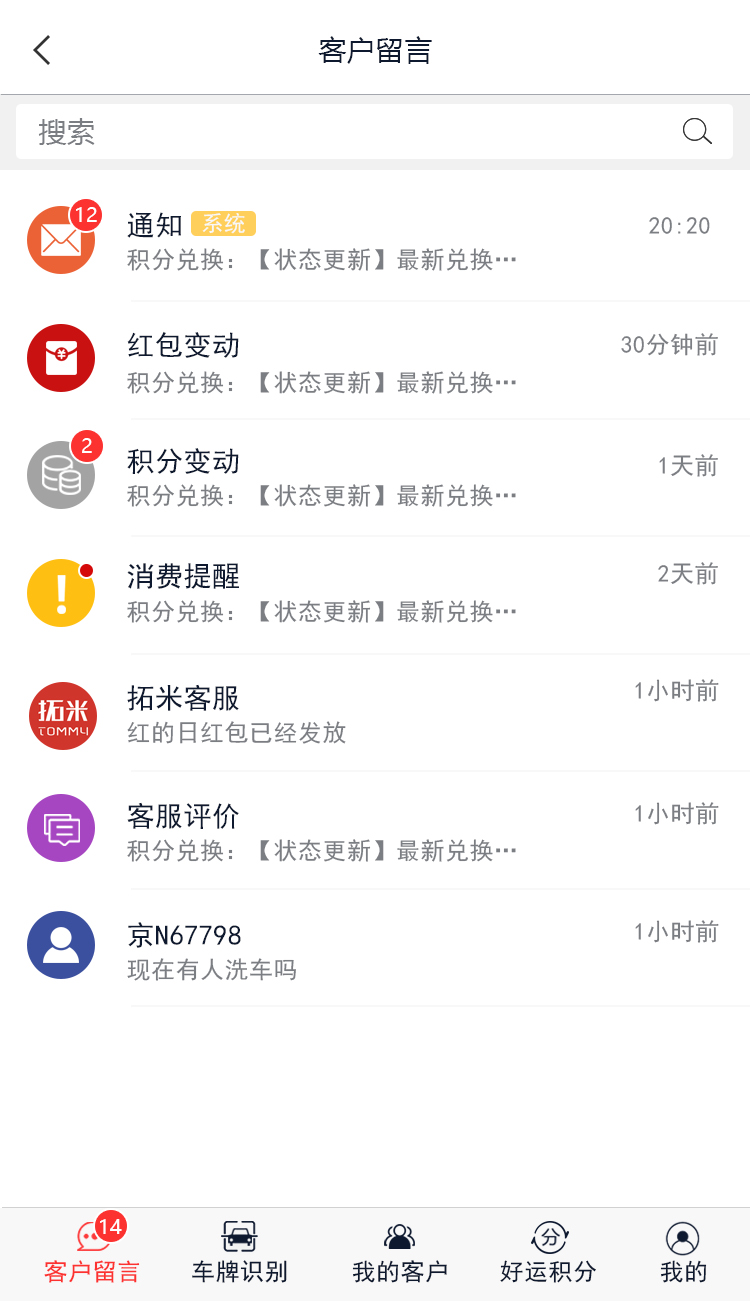 客户留言
搜索
12
通知 系统 20:20
积分兑换：【状态更新】最新兑换…
红包变动 30分钟前
积分兑换：【状态更新】最新兑换…
2
积分变动 1天前
积分兑换：【状态更新】最新兑换…
消费提醒 2天前
积分兑换：【状态更新】最新兑换…
拓米 TOMMY
拓米客服 1小时前
红的日红包已经发放
客服评价 1小时前
积分兑换：【状态更新】最新兑换…
京N67798 1小时前
现在有人洗车吗
14
分
客户留言 车牌识别 我的客户 好运积分 我的